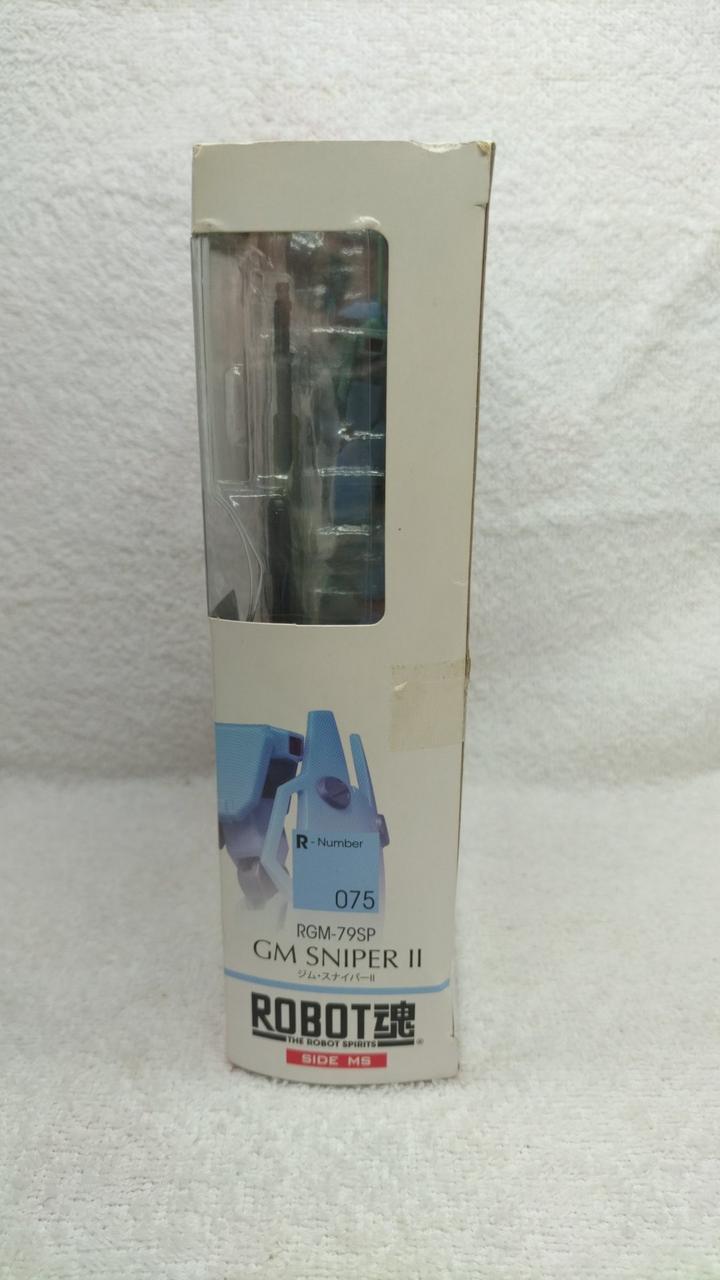 R - Number
075
RGM-79SP
GM SNIPER II
ジム・スナイパーII
ROBOT魂
THE ROBOT SPIRITS
®
SIDE MS